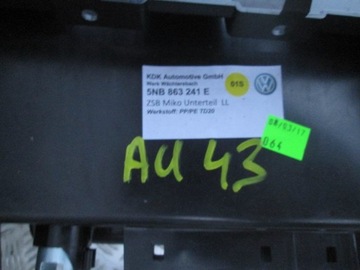 KDK Automotive GmbH
Werk Wächtersbach
5NB 863 241 E
015
ZSB Miko Unterteil LL
Werkstoff: PP/PE TD20
08/03/17
064
AU 43